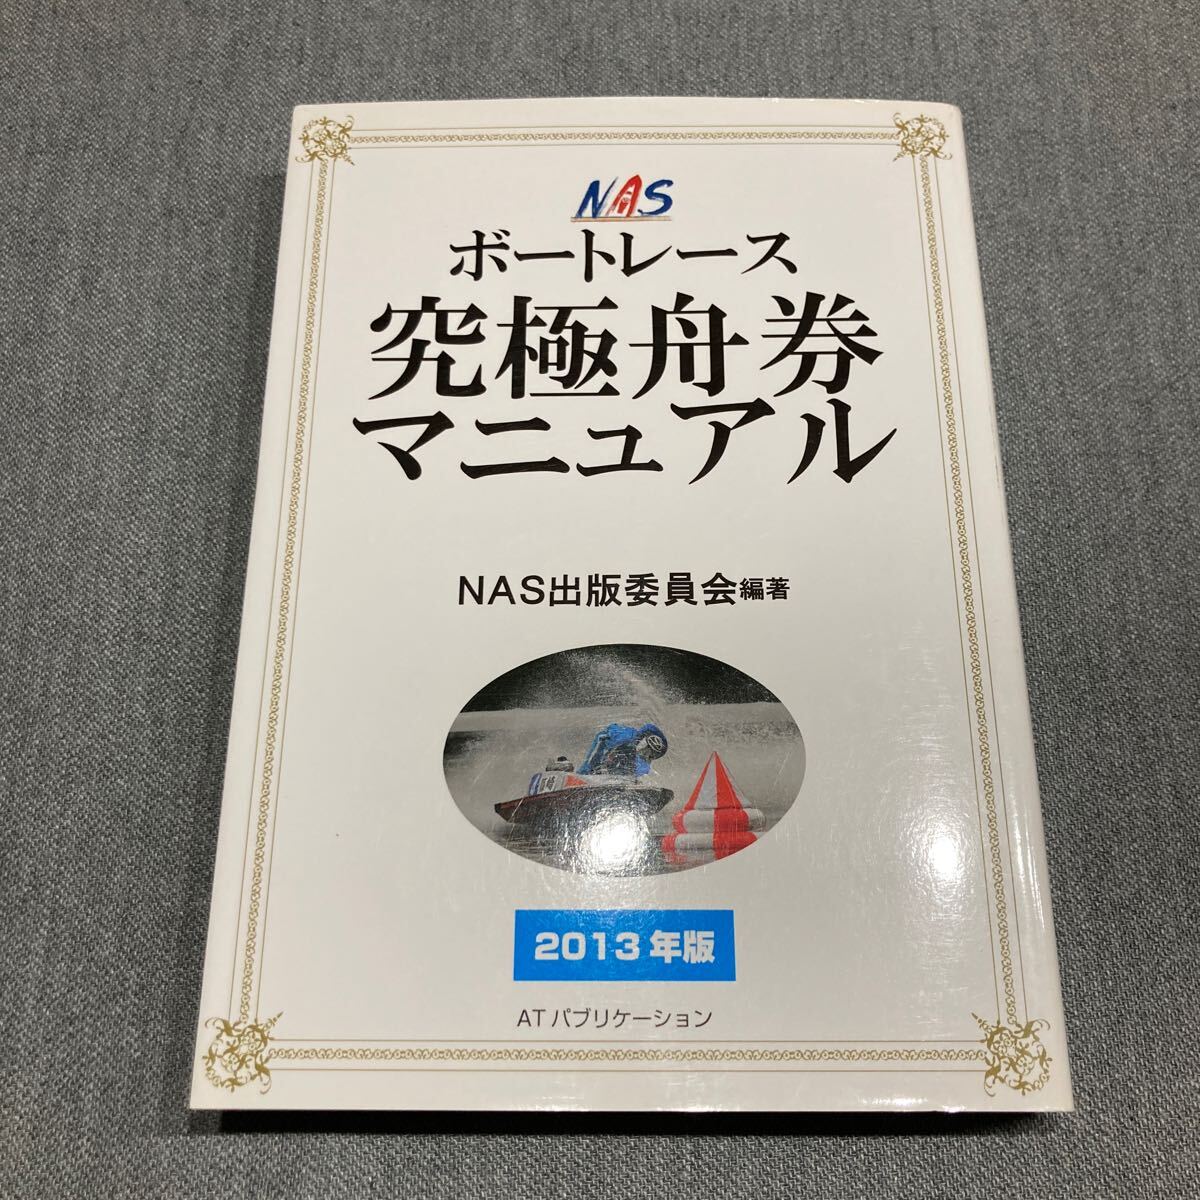 NAS
ボートレース
究極舟券
マニュアル
NAS出版委員会編著
2013年版
ATパブリケーション